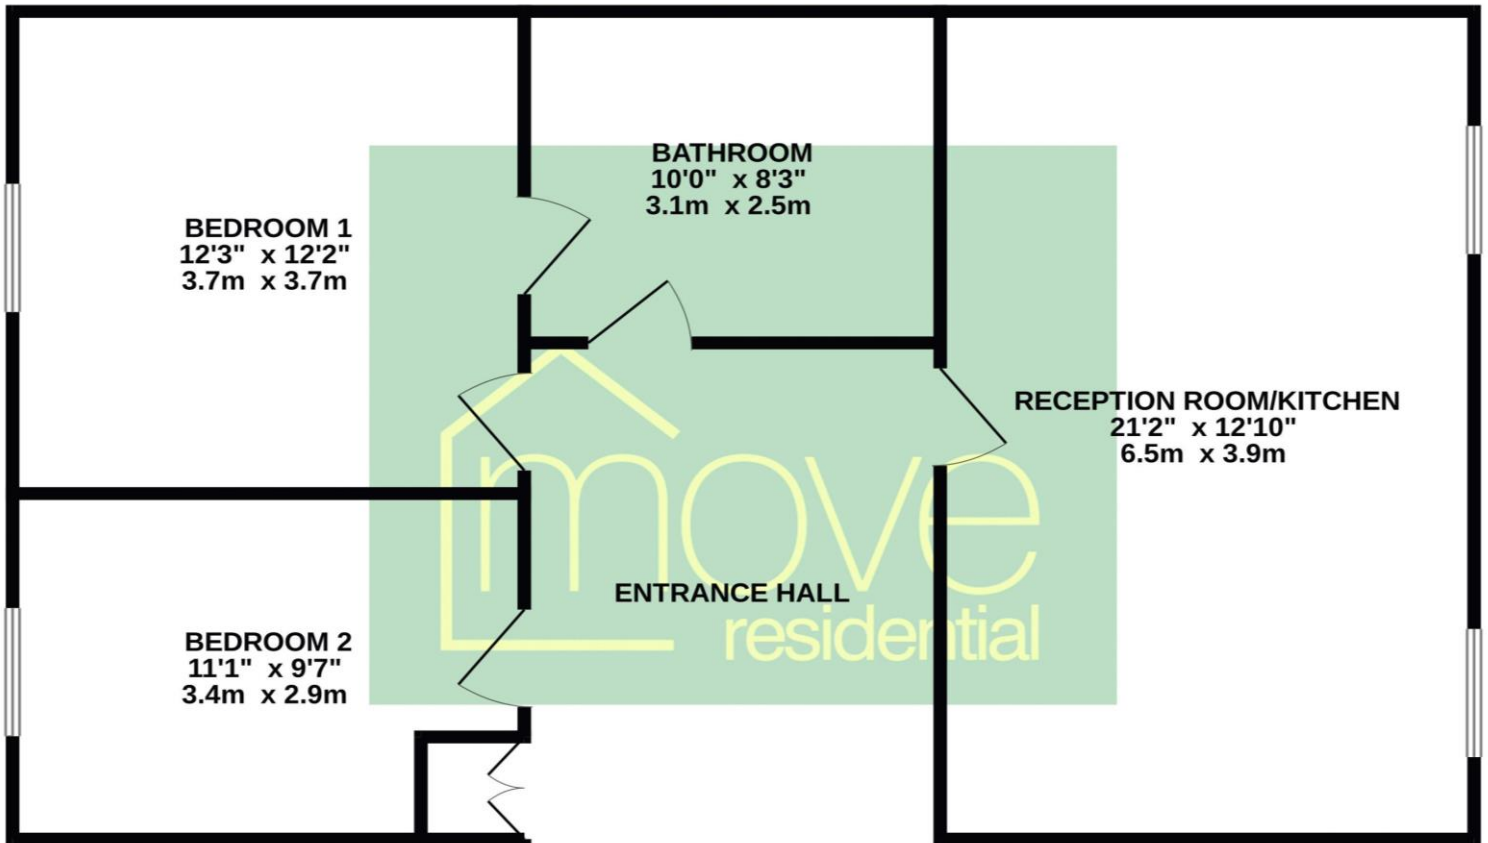 BEDROOM 1
12'3" x 12'2"
3.7m x 3.7m
BATHROOM
10'0" x 8'3"
3.1m x 2.5m
RECEPTION ROOM/KITCHEN
21'2" x 12'10"
6.5m x 3.9m
ENTRANCE HALL
BEDROOM 2
11'1" x 9'7"
3.4m x 2.9m
move
residential